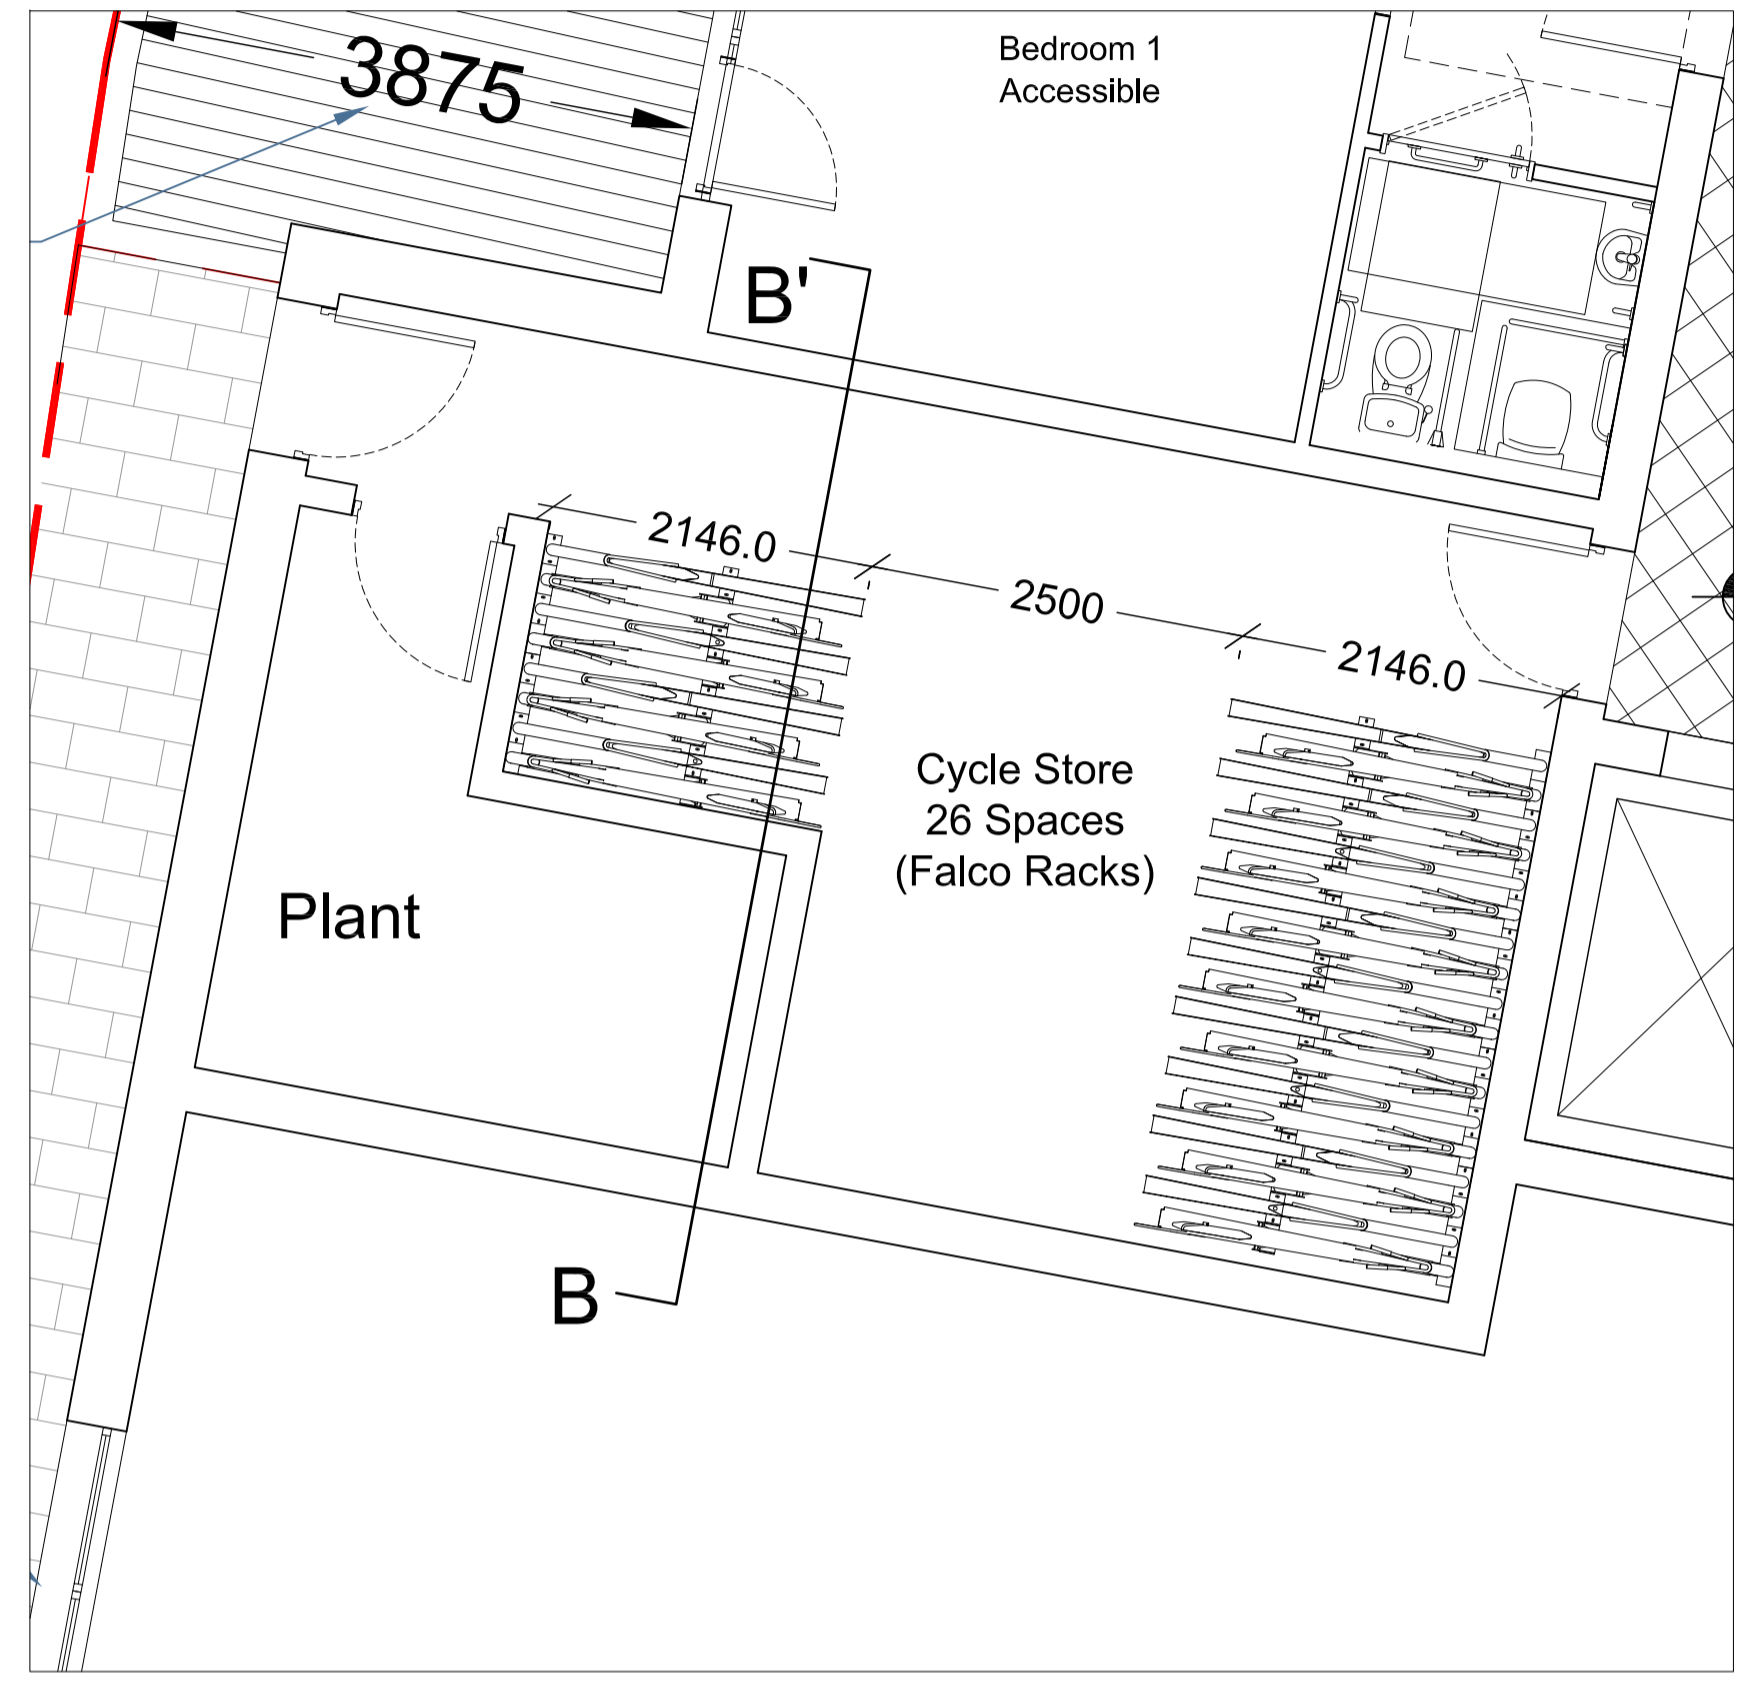 3875
Bedroom 1
Accessible
B'
2146.0
2500
2146.0
Cycle Store
26 Spaces
(Falco Racks)
Plant
B